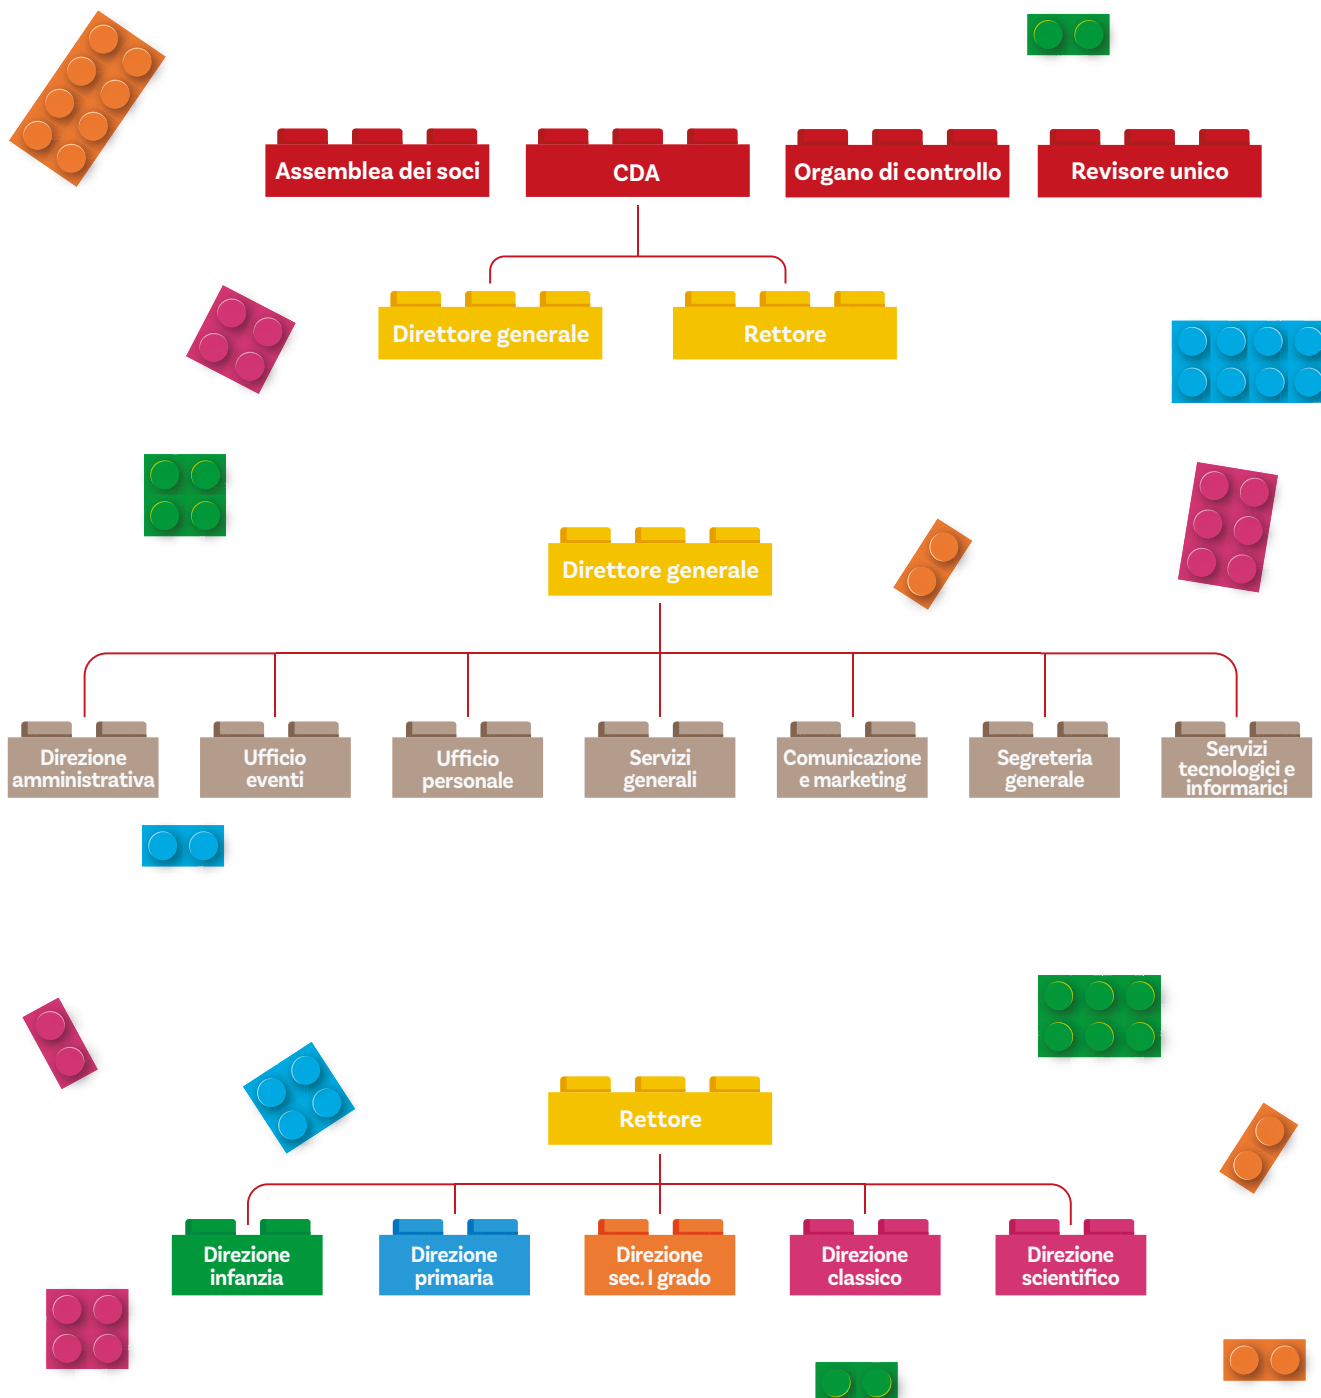 Assemblea dei soci
CDA
Organo di controllo
Revisore unico
Direttore generale
Rettore
Direttore generale
Direzione
amministrativa
Ufficio
eventi
Ufficio
personale
Servizi
generali
Comunicazione
e marketing
Segreteria
generale
Servizi
tecnologici e
informarici
Rettore
Direzione
infanzia
Direzione
primaria
Direzione
sec. I grado
Direzione
classico
Direzione
scientifico